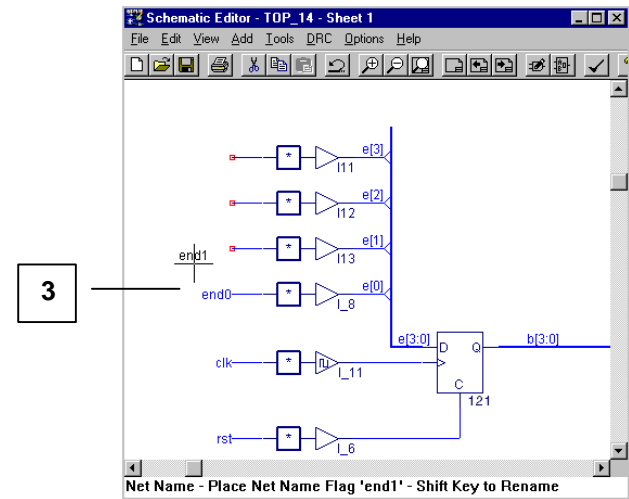 Schematic Editor - TOP_14 - Sheet 1
File Edit View Add Tools DRC Options Help
* e[3]
I11
* e[2]
I12
* e[1]
I13
end1
3
end0 * e[0]
I_8
e[3:0] D Q b[3:0]
clk * I_11
C
121
rst * I_6
Net Name - Place Net Name Flag 'end1' - Shift Key to Rename